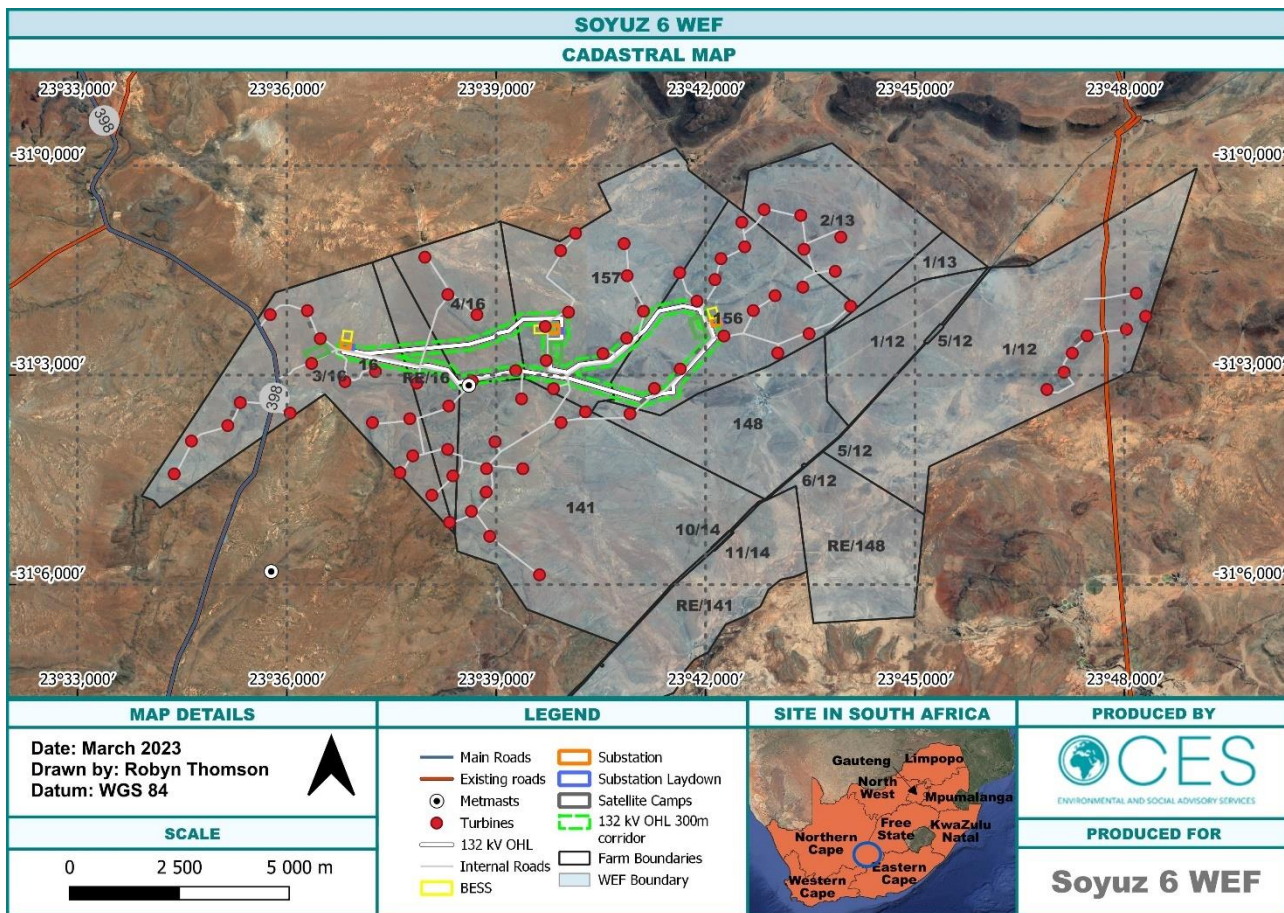 SOYUZ 6 WEF
CADASTRAL MAP
23°33,000' 23°36,000' 23°39,000' 23°42,000' 23°45,000' 23°48,000'
398
-31°0,000' -31°0,000'
2/13
1/13
157
4/16
156
1/12 5/12 1/12
-31°3,000' -31°3,000'
3/16 16 RE/16
398
148
5/12
6/12
141
10/14
11/14
RE/148
-31°6,000' -31°6,000'
RE/141
23°33,000' 23°36,000' 23°39,000' 23°42,000' 23°45,000' 23°48,000'
MAP DETAILS
Date: March 2023
Drawn by: Robyn Thomson
Datum: WGS 84
SCALE
0 2 500 5 000 m
LEGEND
Main Roads
Existing roads
Metmasts
Turbines
132 kV OHL
Internal Roads
BESS
Substation
Substation Laydown
Satellite Camps
132 kV OHL 300m
corridor
Farm Boundaries
WEF Boundary
SITE IN SOUTH AFRICA
Gauteng
Limpopo
North
West
Mpumalanga
Free
State
KwaZulu
Natal
Northern
Cape
Eastern
Cape
Western
Cape
PRODUCED BY
CES
ENVIRONMENTAL AND SOCIAL ADVISORY SERVICES
PRODUCED FOR
Soyuz 6 WEF